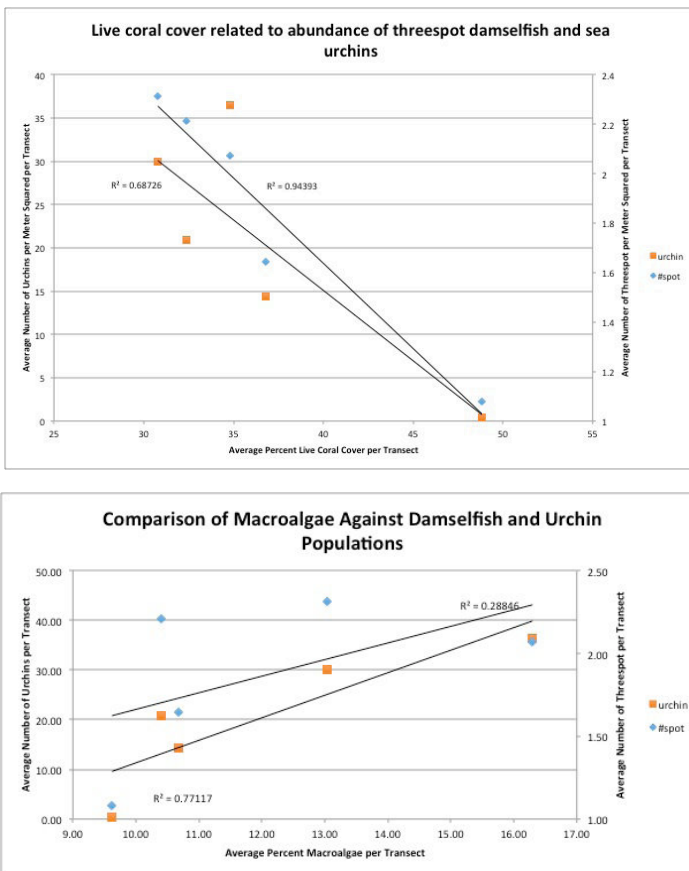 Live coral cover related to abundance of threespot damselfish and sea
urchins
Average Number of Urchins per Meter Squared per Transect
40
35
30
25
20
15
10
5
0
R² = 0.68726
R² = 0.94393
2.4
2.2
2
1.8
1.6
1.4
1.2
1
Average Number of Threespot per Meter Squared per Transect
urchin
#spot
25 30 35 40 45 50 55
Average Percent Live Coral Cover per Transect
Comparison of Macroalgae Against Damselfish and Urchin
Populations
Average Number of Urchins per Transect
50.00
40.00
30.00
20.00
10.00
0.00
R² = 0.28846
R² = 0.77117
2.50
2.00
1.50
1.00
Average Number of Threespot per Transect
urchin
#spot
9.00 10.00 11.00 12.00 13.00 14.00 15.00 16.00 17.00
Average Percent Macroalgae per Transect